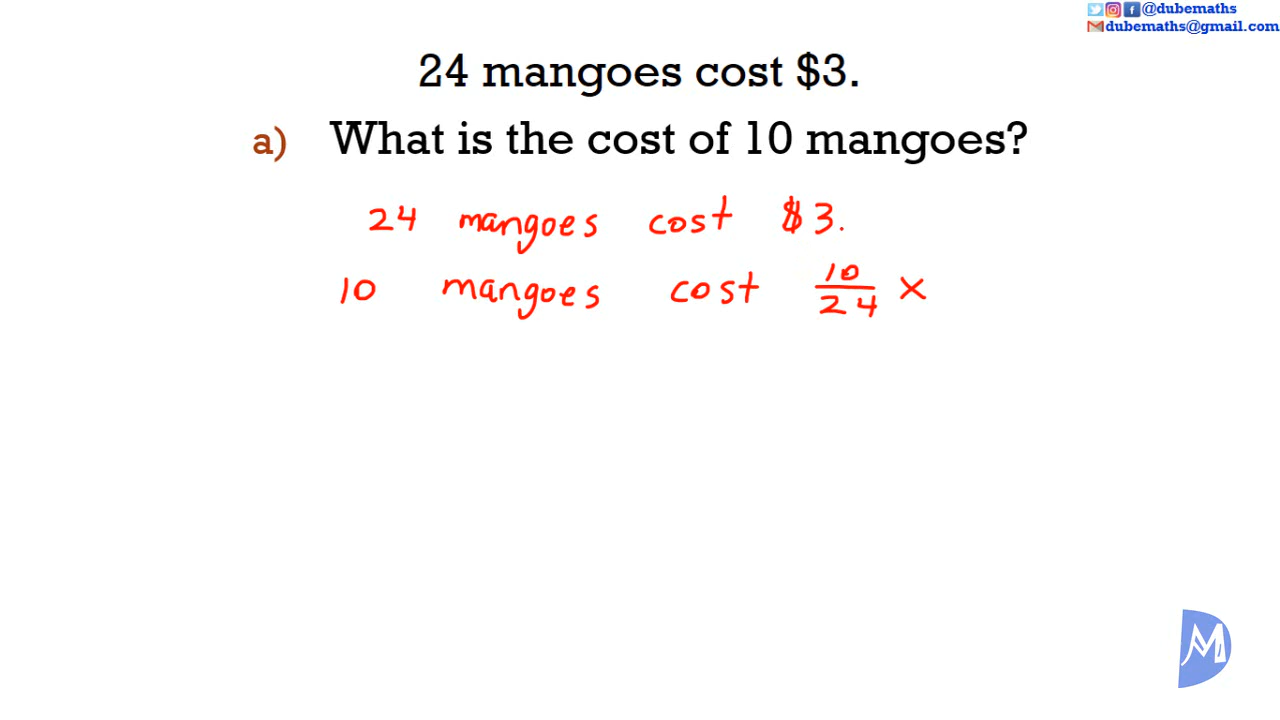 @dubemaths
dubemaths@gmail.com
24 mangoes cost $3.
a) What is the cost of 10 mangoes?
24 mangoes cost $3.
10 mangoes cost 10/24 ×
DM